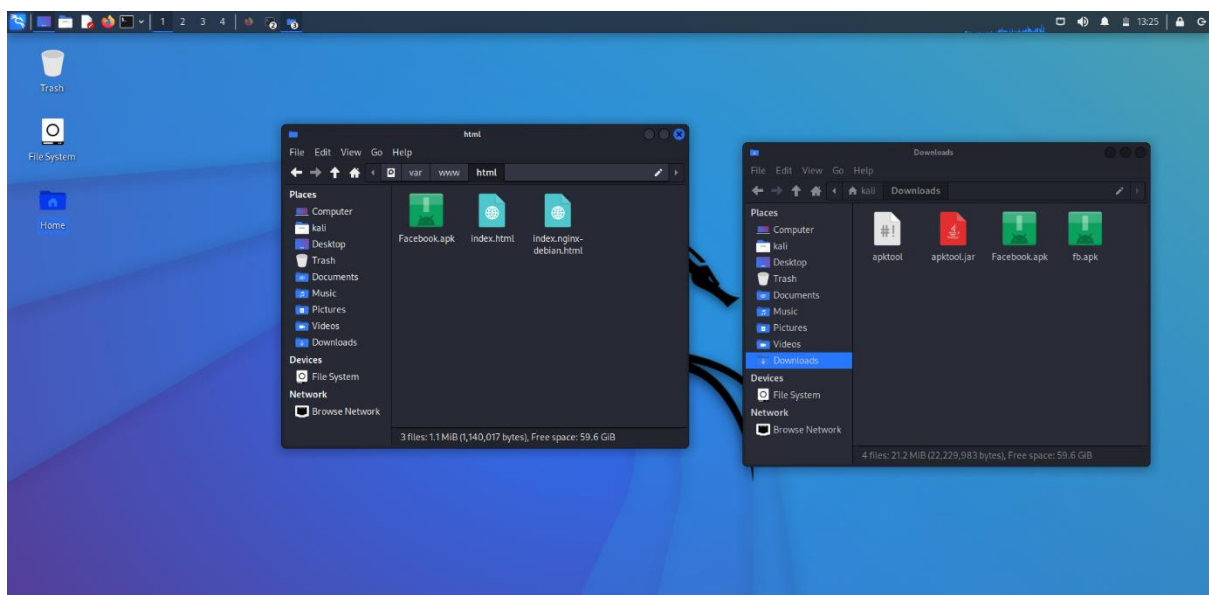 1 2 3 4
13:25
Trash
File System
Home
html
File Edit View Go Help
var www html
Places
Computer
kali
Desktop
Trash
Documents
Music
Pictures
Videos
Downloads
Devices
File System
Network
Browse Network
Facebook.apk index.html index.nginx-
debian.html
3 files: 1.1 MiB (1,140,017 bytes), Free space: 59.6 GiB
Downloads
File Edit View Go Help
kali Downloads
Places
Computer
kali
Desktop
Trash
Documents
Music
Pictures
Videos
Downloads
Devices
File System
Network
Browse Network
apktool apktool.jar Facebook.apk fb.apk
4 files: 21.2 MiB (22,229,983 bytes), Free space: 59.6 GiB